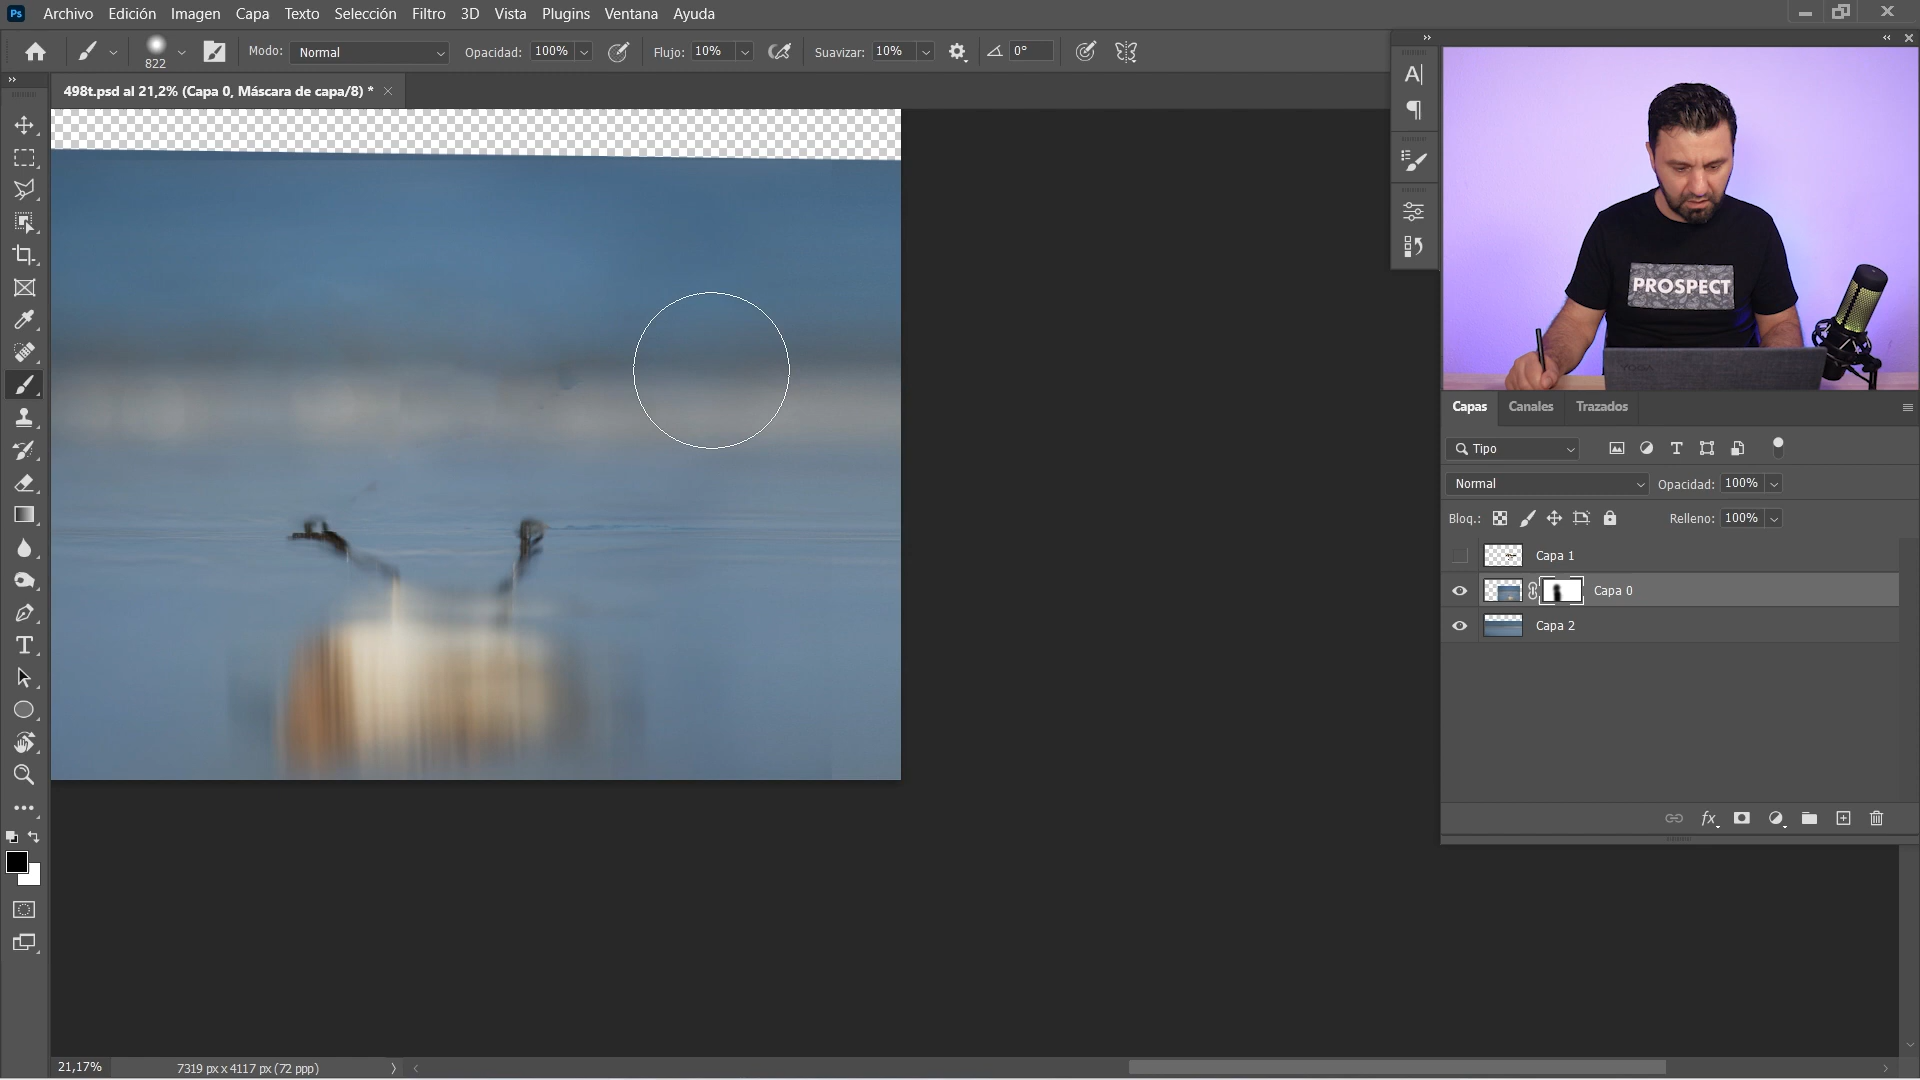 Ps Archivo Edición Imagen Capa Texto Selección Filtro 3D Vista Plugins Ventana Ayuda
822 Modo: Normal Opacidad: 100% Flujo: 10% Suavizar: 10% 0°
498t.psd al 21,2% (Capa 0, Máscara de capa/8) *
PROSPECT
YOGA
Capas Canales Trazados
Tipo
Normal Opacidad: 100%
Bloq.: Relleno: 100%
Capa 1
Capa 0
Capa 2
fx
21,17% 7319 px x 4117 px (72 ppp)